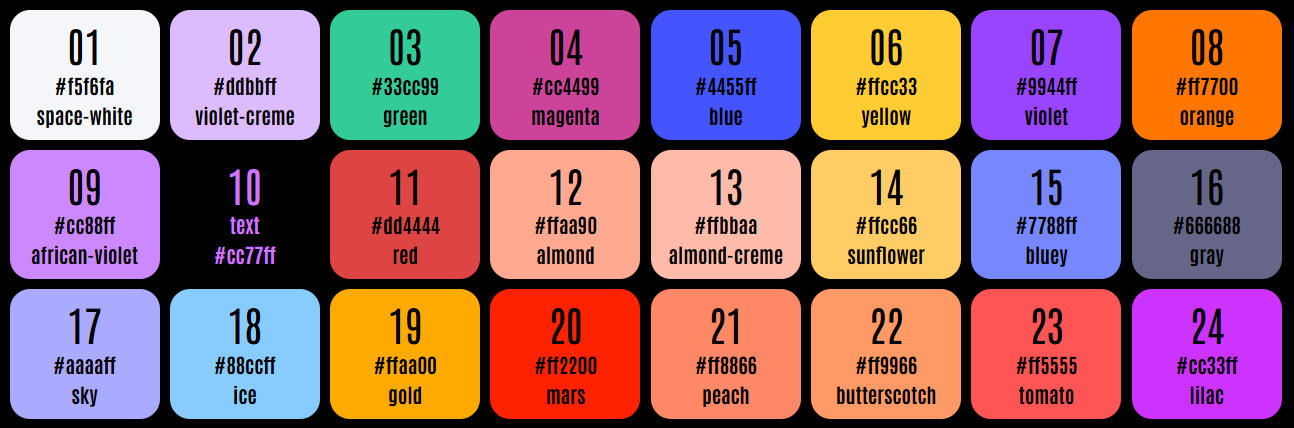 01
#f5f6fa
space-white
02
#ddbbff
violet-creme
03
#33cc99
green
04
#cc4499
magenta
05
#4455ff
blue
06
#ffcc33
yellow
07
#9944ff
violet
08
#ff7700
orange
09
#cc88ff
african-violet
10
text
#cc77ff
11
#dd4444
red
12
#ffaa90
almond
13
#ffbbaa
almond-creme
14
#ffcc66
sunflower
15
#7788ff
bluey
16
#666688
gray
17
#aaaaff
sky
18
#88ccff
ice
19
#ffaa00
gold
20
#ff2200
mars
21
#ff8866
peach
22
#ff9966
butterscotch
23
#ff5555
tomato
24
#cc33ff
lilac